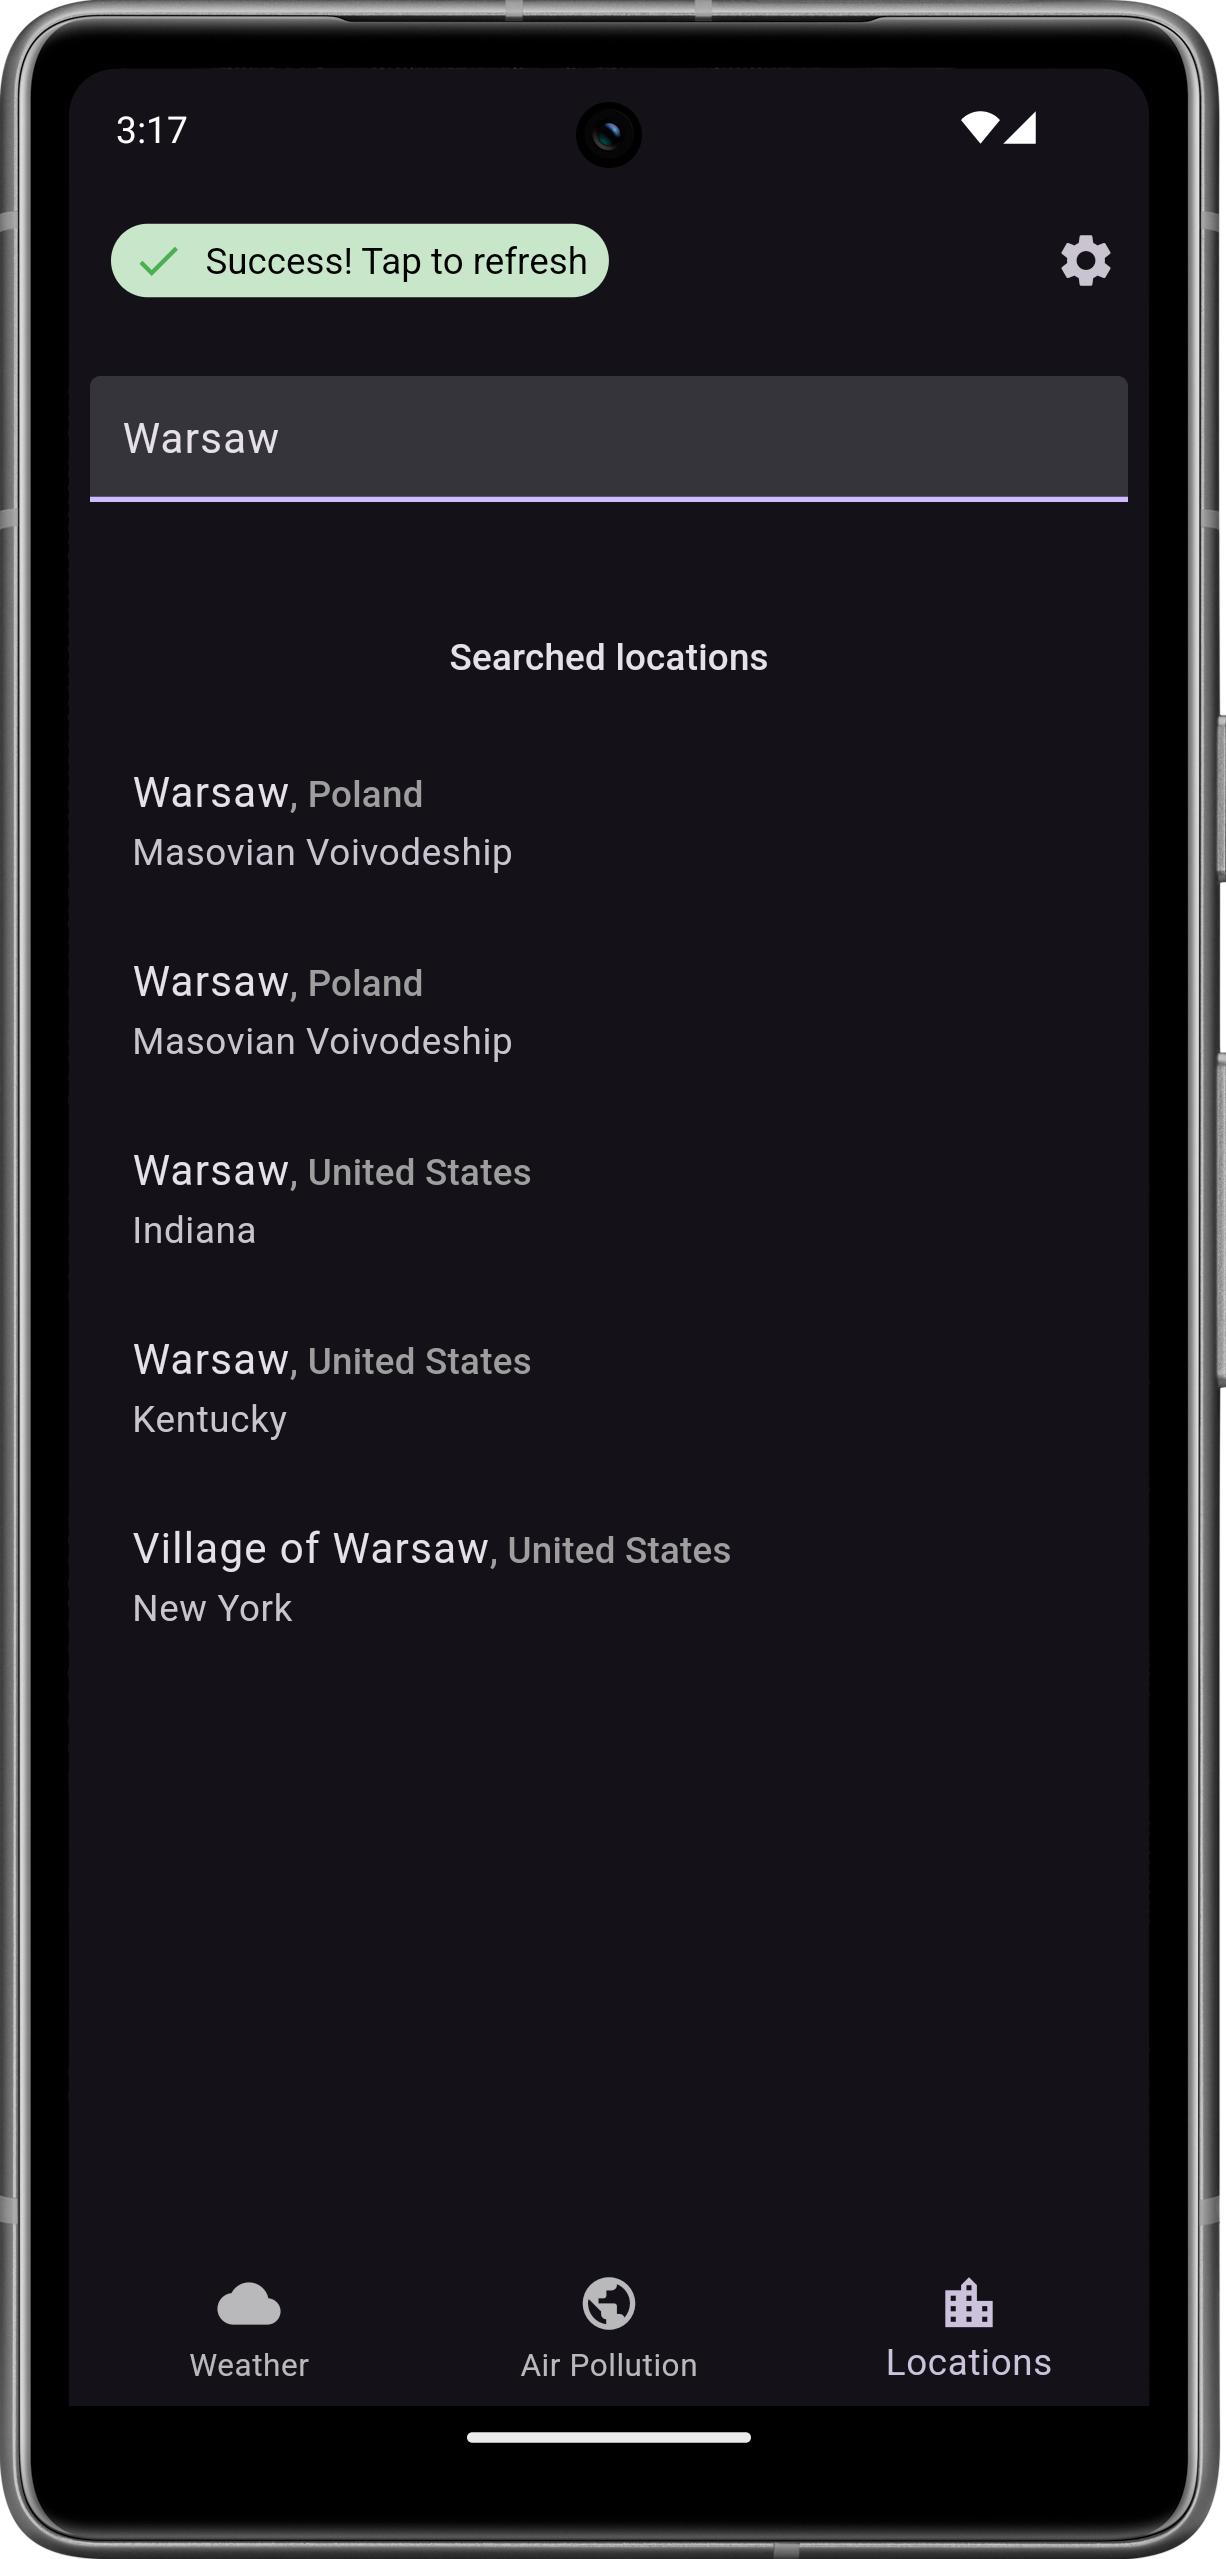 3:17
Success! Tap to refresh
Warsaw
Searched locations
Warsaw, Poland
Masovian Voivodeship
Warsaw, Poland
Masovian Voivodeship
Warsaw, United States
Indiana
Warsaw, United States
Kentucky
Village of Warsaw, United States
New York
Weather
Air Pollution
Locations